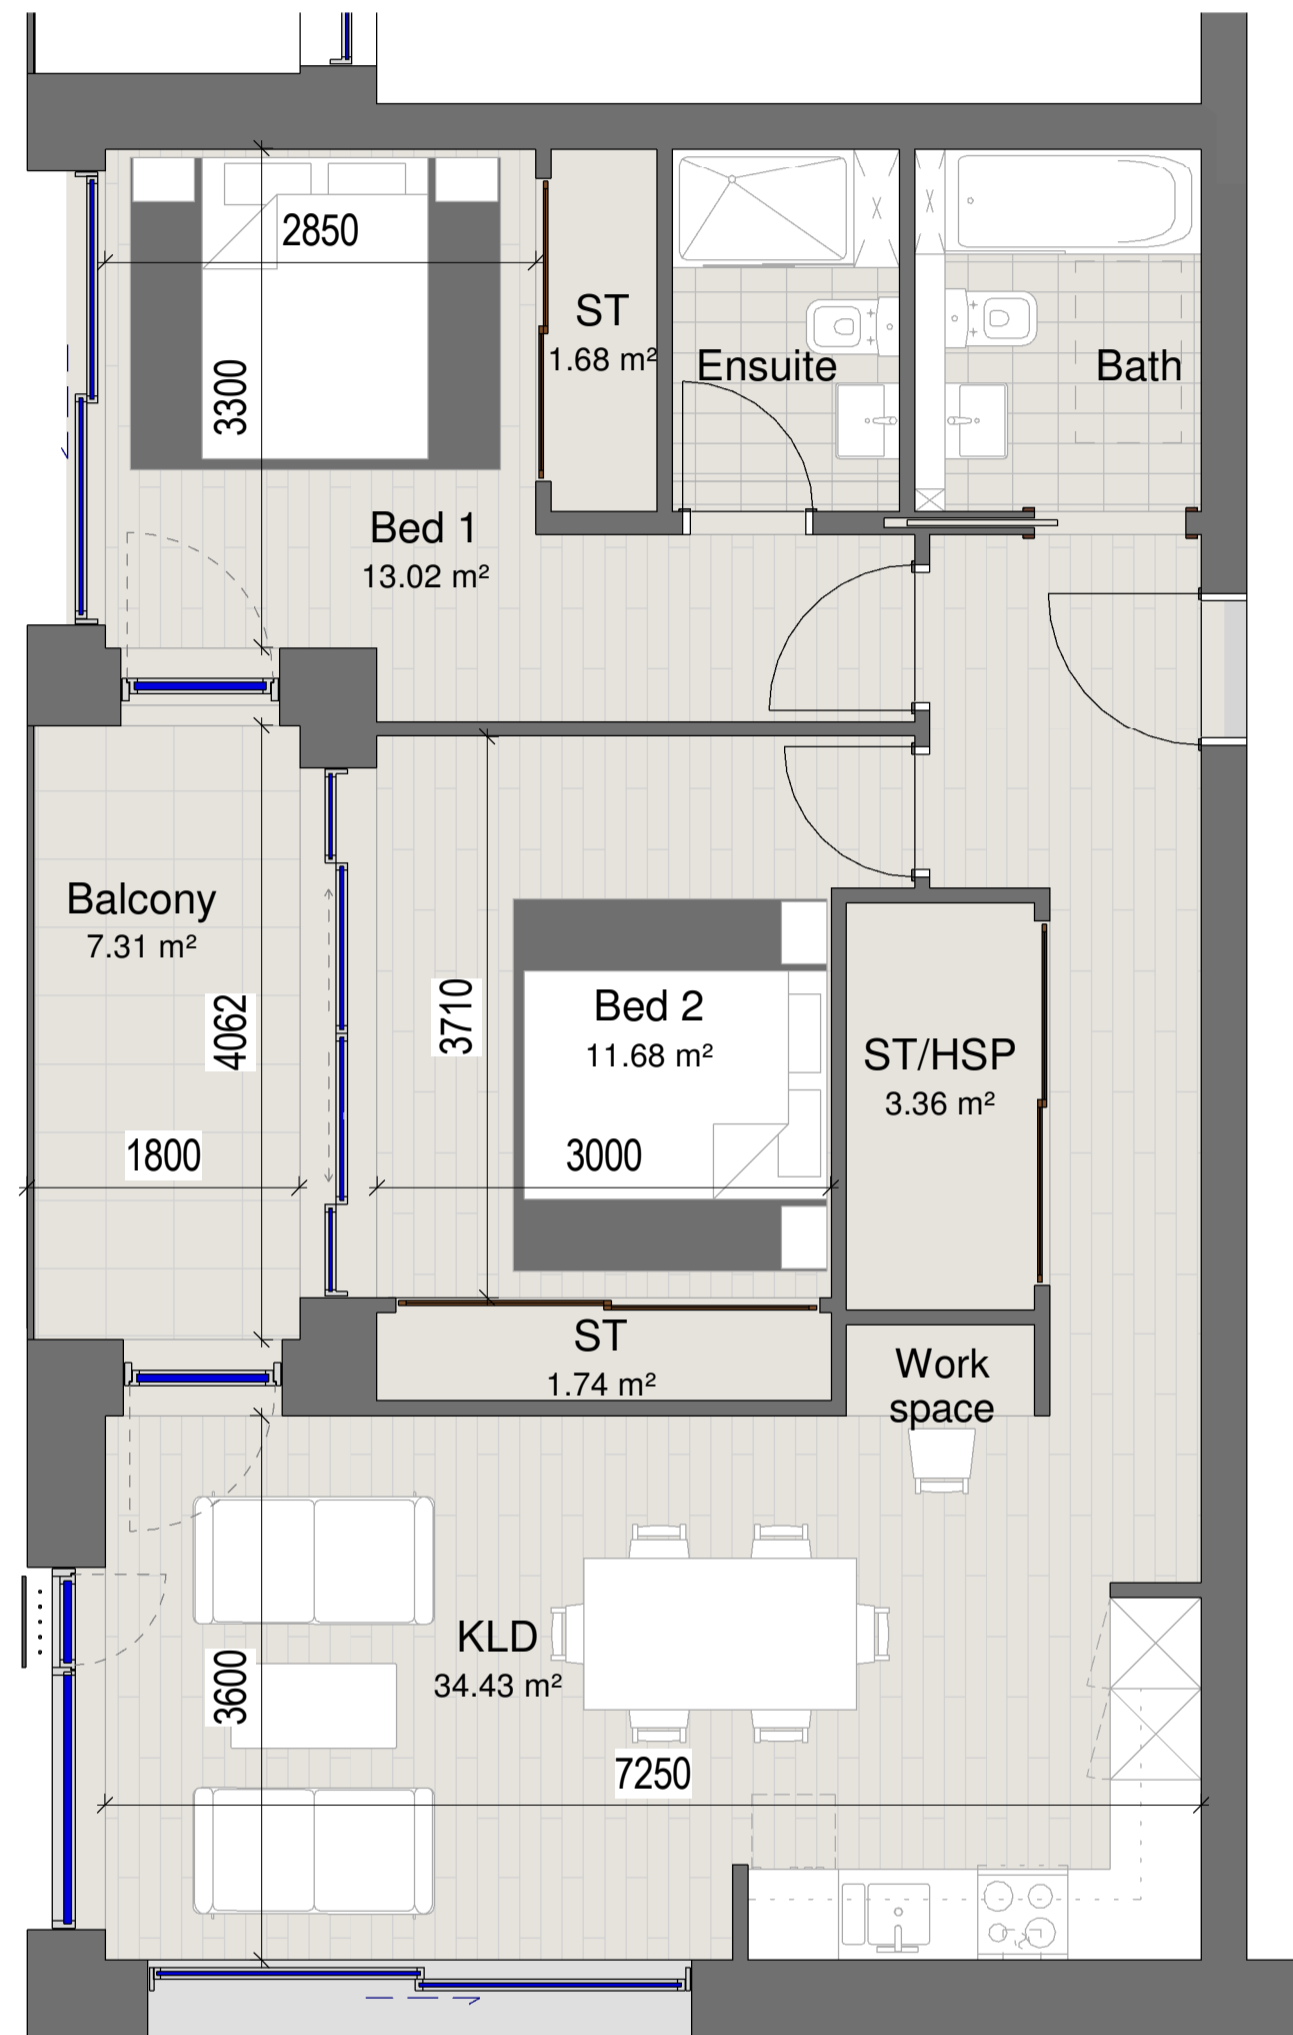 2850
ST
1.68 m²
Ensuite
Bath
3300
Bed 1
13.02 m²
Balcony
7.31 m²
4062
3710
Bed 2
11.68 m²
ST/HSP
3.36 m²
1800
3000
ST
1.74 m²
Work
space
KLD
34.43 m²
3600
7250